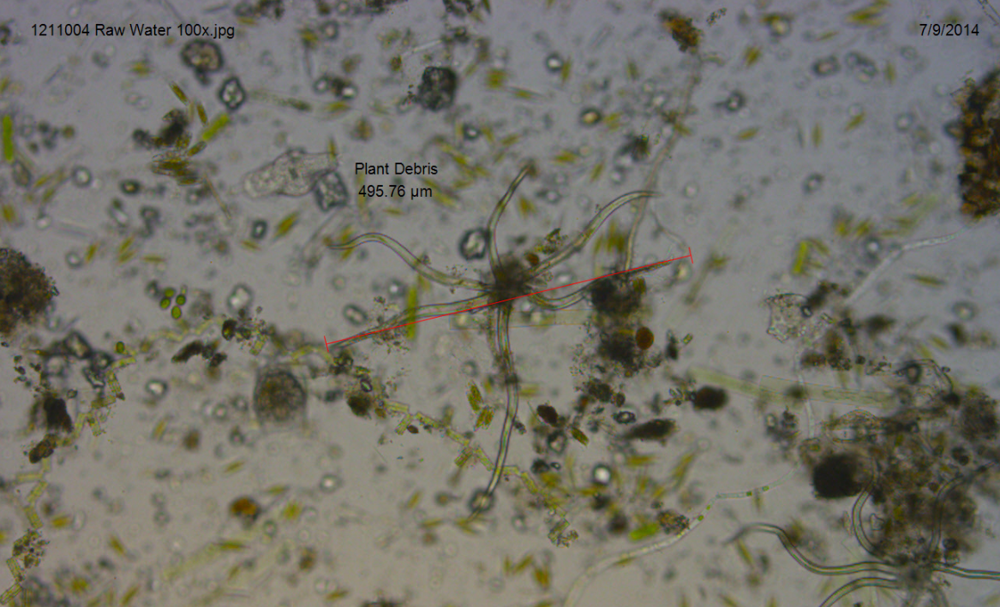 1211004 Raw Water 100x.jpg
7/9/2014
Plant Debris
495.76 µm